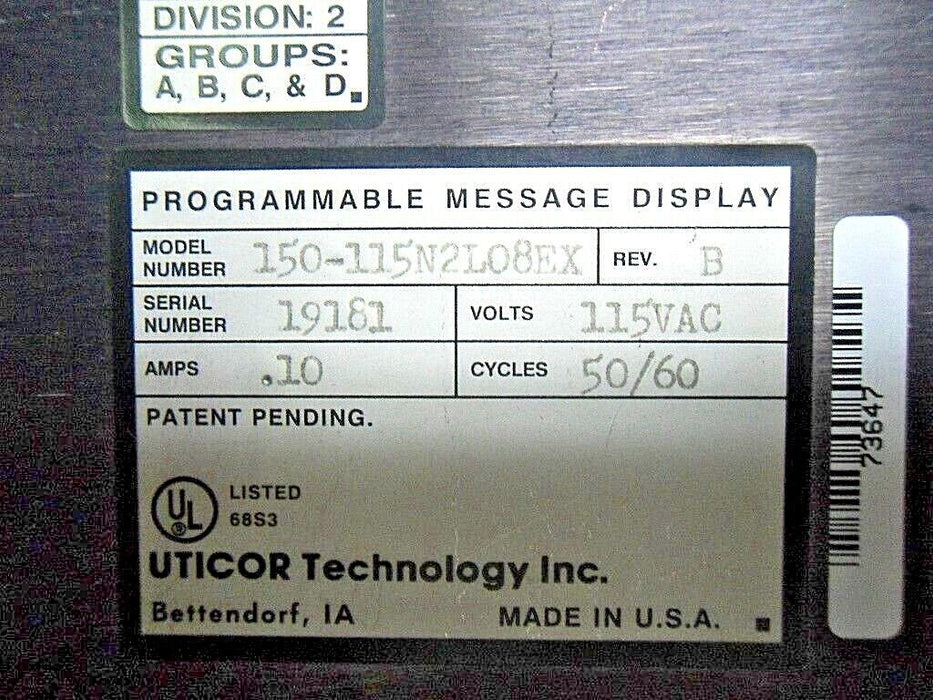 DIVISION: 2
GROUPS:
A, B, C, & D
PROGRAMMABLE MESSAGE DISPLAY
MODEL NUMBER 150-115N2L08EX REV. B
SERIAL NUMBER 19181 VOLTS 115VAC
AMPS .10 CYCLES 50/60
PATENT PENDING.
UL LISTED
68S3
UTICOR Technology Inc.
Bettendorf, IA MADE IN U.S.A.
73647